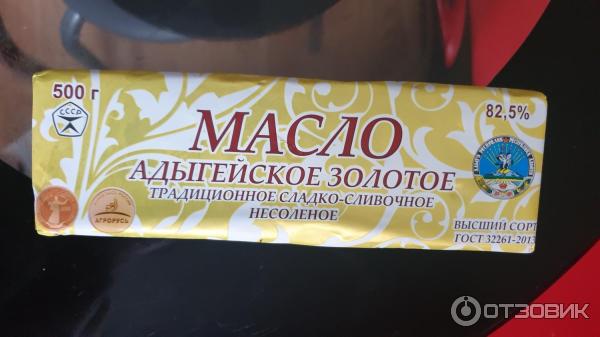 500 г
СССР
82,5%
МАСЛО
АДЫГЕЙСКОЕ ЗОЛОТОЕ
ТРАДИЦИОННОЕ СЛАДКО-СЛИВОЧНОЕ
НЕСОЛЕНОЕ
АГРОРУСЬ
ВЫСШИЙ СОРТ
ГОСТ 32261-2013
ОТЗОВИК